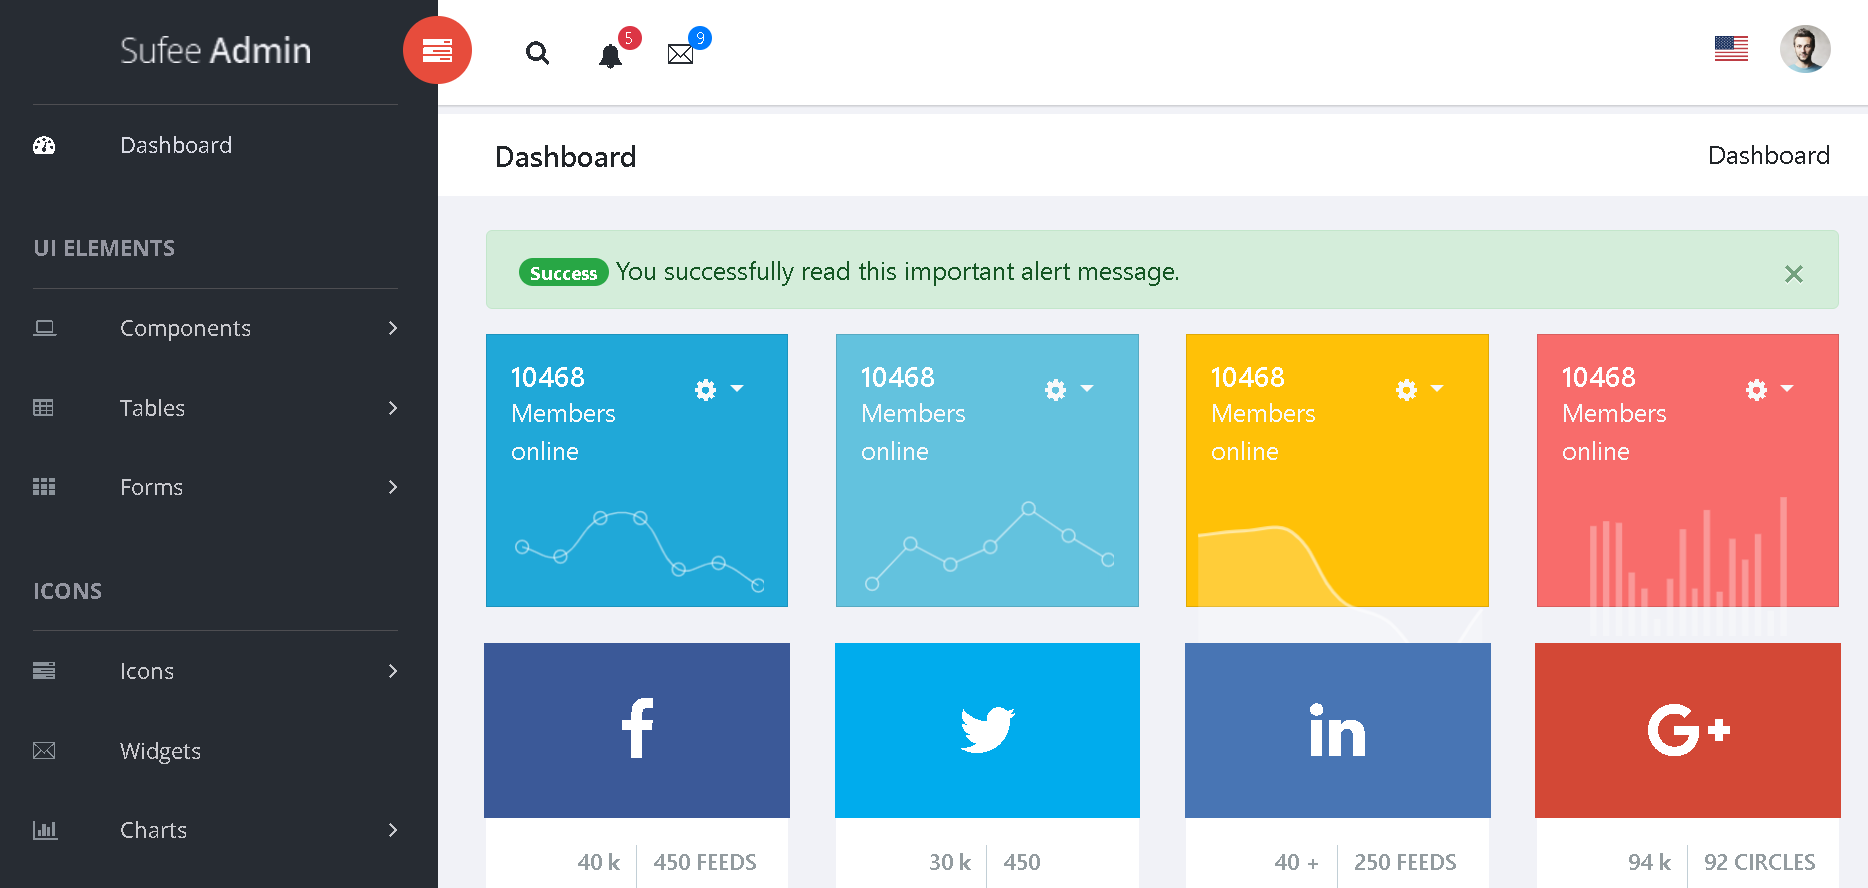 Sufee Admin
5
9
Dashboard
UI ELEMENTS
Components
Tables
Forms
ICONS
Icons
Widgets
Charts
Dashboard
Dashboard
Success You successfully read this important alert message.
×
10468
Members
online
10468
Members
online
10468
Members
online
10468
Members
online
40 k
450 FEEDS
30 k
450
40 +
250 FEEDS
94 k
92 CIRCLES